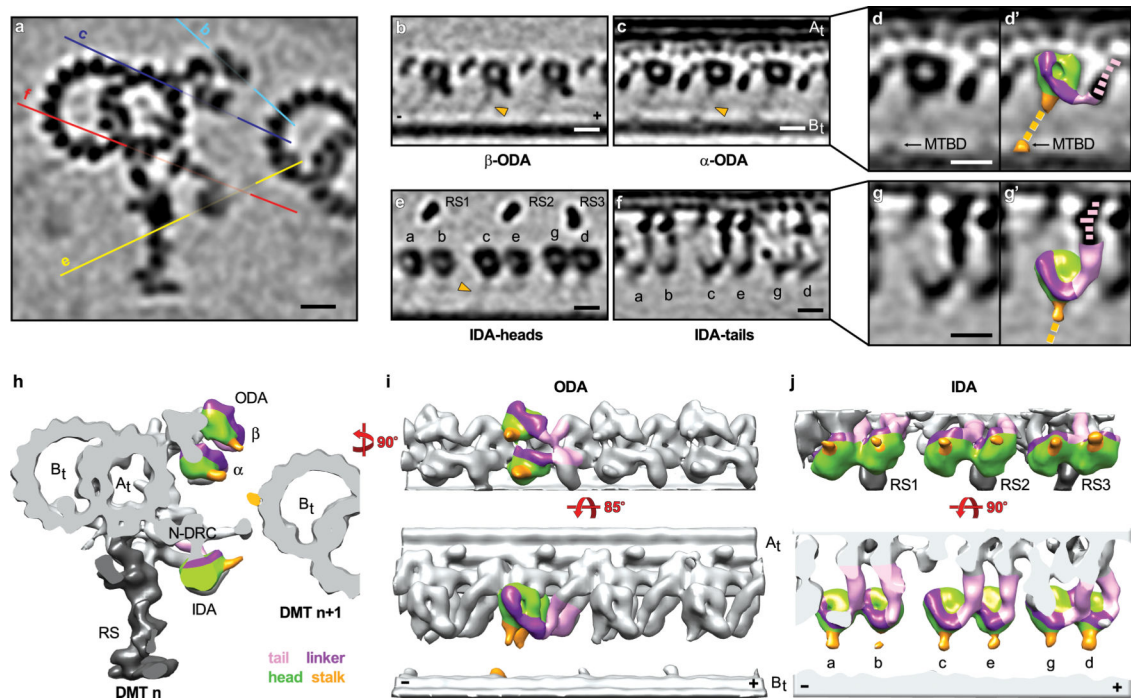 a
c
b
f
e
b
- +
β-ODA
c
At
Bt
α-ODA
d
← MTBD
d'
← MTBD
e
RS1 RS2 RS3
a b c e g d
IDA-heads
f
a b c e g d
IDA-tails
g
g'
h
ODA
β
α
Bt
At
Bt
N-DRC
IDA
RS
DMT n+1
tail linker
head stalk
DMT n
90°
i
ODA
85°
At
- +
Bt
j
IDA
RS1 RS2 RS3
90°
a b c e g d
- +